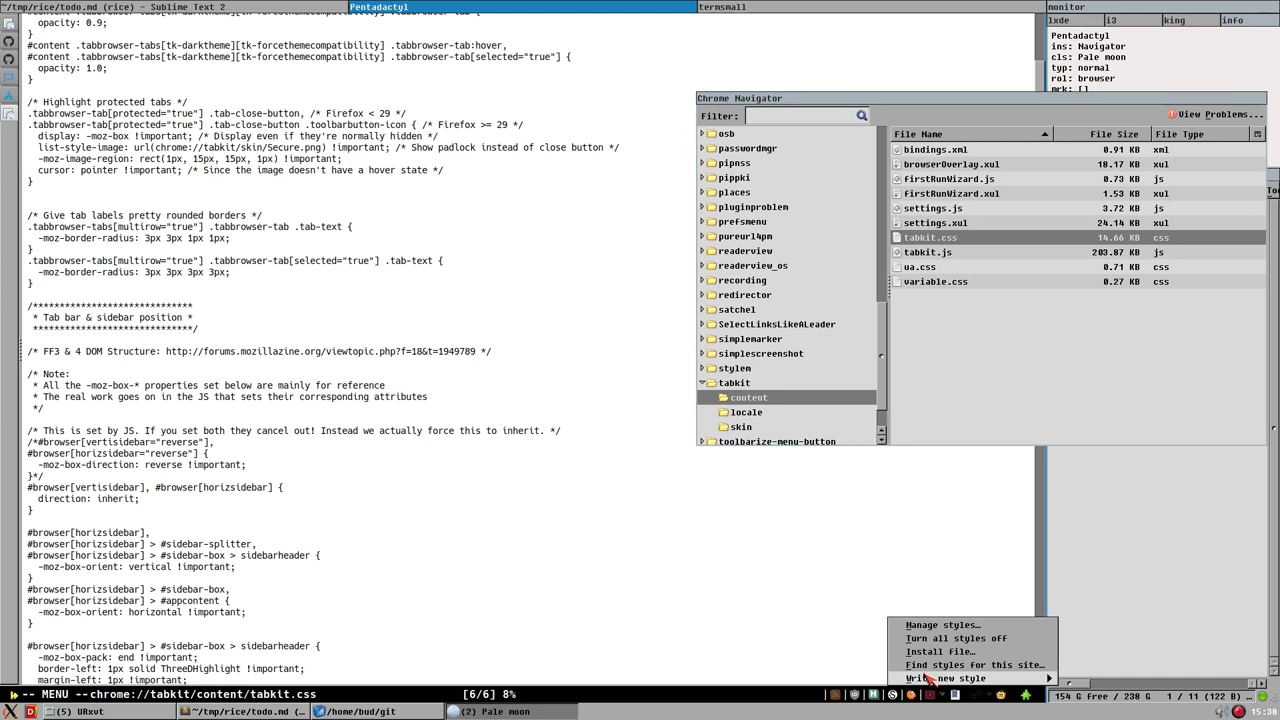 ~/tmp/rice/todo.md (rice) - Sublime Text 2
Pentadactyl
termsmall
monitor
lxde
i3
king
info
Pentadactyl
ins: Navigator
cls: Pale moon
typ: normal
rol: browser
mrk: []
opacity: 0.9;
}
#content .tabbrowser-tabs[tk-darktheme][tk-forcethemecompatibility] .tabbrowser-tab:hover,
#content .tabbrowser-tabs[tk-darktheme][tk-forcethemecompatibility] .tabbrowser-tab[selected="true"] {
opacity: 1.0;
}
/* Highlight protected tabs */
.tabbrowser-tab[protected="true"] .tab-close-button, /* Firefox < 29 */
.tabbrowser-tab[protected="true"] .toolbarbutton-icon { /* Firefox >= 29 */
display: -moz-box !important; /* Display even if they're normally hidden */
list-style-image: url(chrome://tabkit/skin/Secure.png) !important; /* Show padlock instead of close button */
-moz-image-region: rect(1px, 15px, 15px, 1px) !important;
cursor: pointer !important; /* Since the image doesn't have a hover state */
}
/* Give tab labels pretty rounded borders */
.tabbrowser-tabs[multirow="true"] .tabbrowser-tab .tab-text {
-moz-border-radius: 3px 3px 1px 1px;
}
.tabbrowser-tabs[multirow="true"] .tabbrowser-tab[selected="true"] .tab-text {
-moz-border-radius: 3px 3px 3px 3px;
}
/******************************
* Tab bar & sidebar position *
******************************/
/* FF3 & 4 DOM Structure: http://forums.mozillazine.org/viewtopic.php?f=18&t=1949789 */
/* Note:
* All the -moz-box-* properties set below are mainly for reference
* The real work goes on in the JS that sets their corresponding attributes
*/
/* This is set by JS. If you set both they cancel out! Instead we actually force this to inherit. */
/*#browser[vertisidebar="reverse"],
#browser[horizsidebar="reverse"] {
-moz-box-direction: reverse !important;
}*/
#browser[vertisidebar], #browser[horizsidebar] {
direction: inherit;
}
#browser[horizsidebar],
#browser[horizsidebar] > #sidebar-splitter,
#browser[horizsidebar] > #sidebar-box > sidebarheader {
-moz-box-orient: vertical !important;
}
#browser[horizsidebar] > #sidebar-box,
#browser[horizsidebar] > #appcontent {
-moz-box-orient: horizontal !important;
}
#browser[horizsidebar] > #sidebar-box > sidebarheader {
-moz-box-pack: end !important;
border-left: 1px solid ThreeDHighlight !important;
margin-left: 1px !important;
Chrome Navigator
Filter:
View Problems...
osb
passwordmgr
pipnss
pippki
places
pluginproblem
prefsmenu
pureurl4pm
readerview
readerview_os
recording
redirector
satchel
SelectLinksLikeALeader
simplemarker
simplescreenshot
stylem
tabkit
content
locale
skin
toolbarize-menu-button
File Name File Size File Type
bindings.xml 0.91 KB xml
browserOverlay.xul 18.17 KB xul
firstRunWizard.js 0.73 KB js
firstRunWizard.xul 1.53 KB xul
settings.js 3.72 KB js
settings.xul 24.14 KB xul
tabkit.css 14.66 KB css
tabkit.js 203.87 KB js
ua.css 0.71 KB css
variable.css 0.27 KB css
Manage styles…
Turn all styles off
Install file…
Find styles for this site…
new style
-- MENU --chrome://tabkit/content/tabkit.css [6/6] 8%
154 G free / 238 G 1 / 11 (122 B)
(5) URxvt
~/tmp/rice/todo.md (...
/home/bud/git
(2) Pale moon
15:38